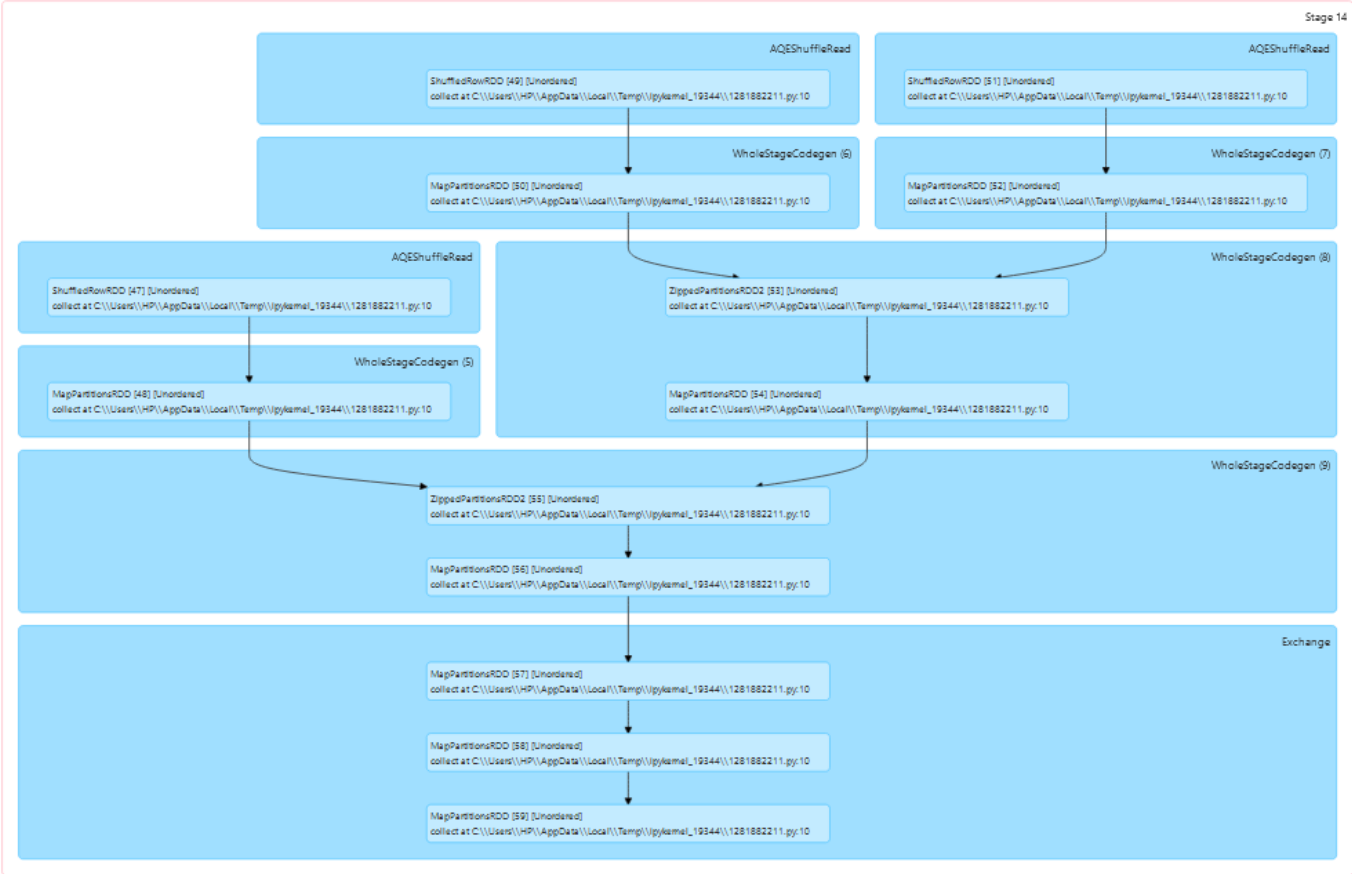 Stage 14
AQEShuffleRead
ShuffledRowRDD [49] [Unordered]
collect at C:\\Users\\HP\\AppData\\Local\\Temp\\ipykernel_19344\\1281882211.py:10
AQEShuffleRead
ShuffledRowRDD [51] [Unordered]
collect at C:\\Users\\HP\\AppData\\Local\\Temp\\ipykernel_19344\\1281882211.py:10
WholeStageCodegen (6)
MapPartitionsRDD [50] [Unordered]
collect at C:\\Users\\HP\\AppData\\Local\\Temp\\ipykernel_19344\\1281882211.py:10
WholeStageCodegen (7)
MapPartitionsRDD [52] [Unordered]
collect at C:\\Users\\HP\\AppData\\Local\\Temp\\ipykernel_19344\\1281882211.py:10
AQEShuffleRead
ShuffledRowRDD [47] [Unordered]
collect at C:\\Users\\HP\\AppData\\Local\\Temp\\ipykernel_19344\\1281882211.py:10
WholeStageCodegen (5)
MapPartitionsRDD [48] [Unordered]
collect at C:\\Users\\HP\\AppData\\Local\\Temp\\ipykernel_19344\\1281882211.py:10
WholeStageCodegen (8)
ZippedPartitionsRDD2 [53] [Unordered]
collect at C:\\Users\\HP\\AppData\\Local\\Temp\\ipykernel_19344\\1281882211.py:10
MapPartitionsRDD [54] [Unordered]
collect at C:\\Users\\HP\\AppData\\Local\\Temp\\ipykernel_19344\\1281882211.py:10
WholeStageCodegen (9)
ZippedPartitionsRDD2 [55] [Unordered]
collect at C:\\Users\\HP\\AppData\\Local\\Temp\\ipykernel_19344\\1281882211.py:10
MapPartitionsRDD [56] [Unordered]
collect at C:\\Users\\HP\\AppData\\Local\\Temp\\ipykernel_19344\\1281882211.py:10
Exchange
MapPartitionsRDD [57] [Unordered]
collect at C:\\Users\\HP\\AppData\\Local\\Temp\\ipykernel_19344\\1281882211.py:10
MapPartitionsRDD [58] [Unordered]
collect at C:\\Users\\HP\\AppData\\Local\\Temp\\ipykernel_19344\\1281882211.py:10
MapPartitionsRDD [59] [Unordered]
collect at C:\\Users\\HP\\AppData\\Local\\Temp\\ipykernel_19344\\1281882211.py:10